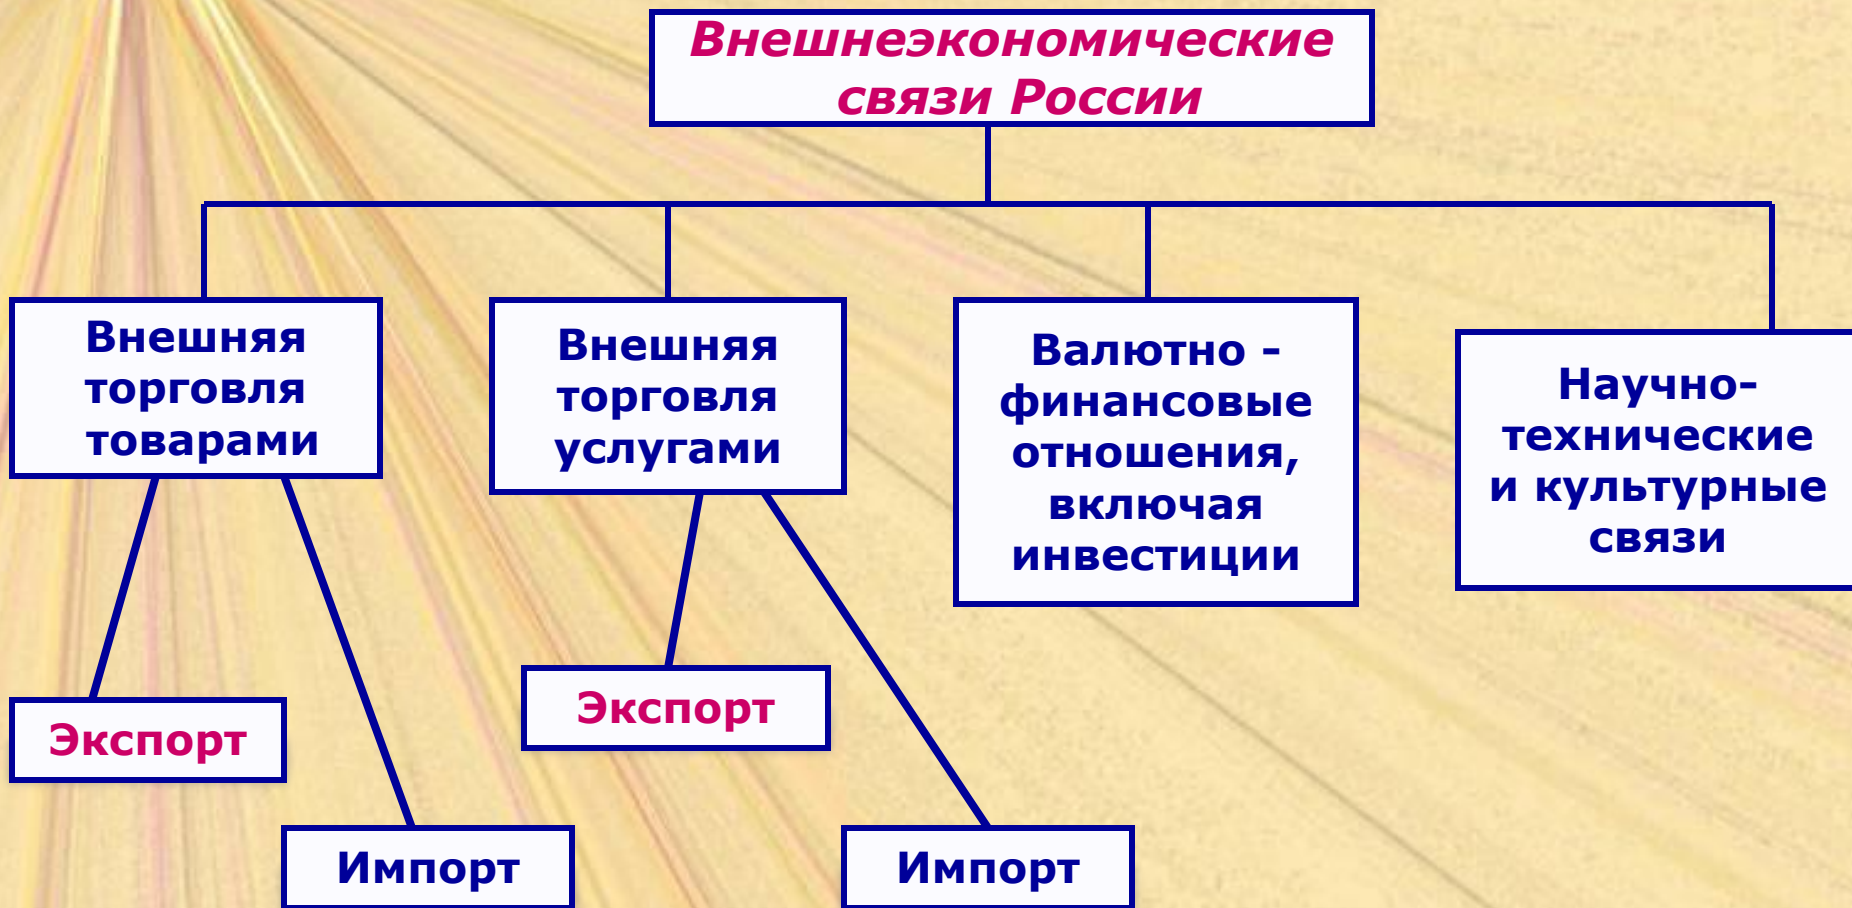 Внешнеэкономические
связи России
Внешняя
торговля
товарами
Внешняя
торговля
услугами
Валютно -
финансовые
отношения,
включая
инвестиции
Научно-
технические
и культурные
связи
Экспорт
Экспорт
Импорт
Импорт